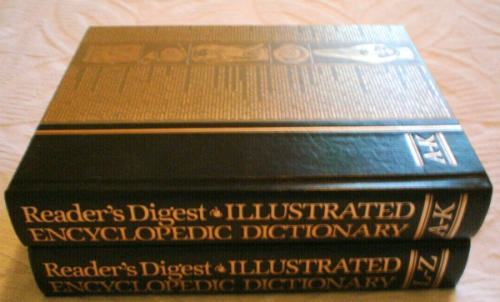 A-K
Reader's Digest ILLUSTRATED
ENCYCLOPEDIC DICTIONARY
A-K
Reader's Digest ILLUSTRATED
ENCYCLOPEDIC DICTIONARY
L-Z